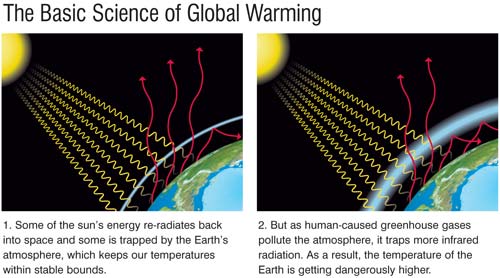 The Basic Science of Global Warming
1. Some of the sun's energy re-radiates back
into space and some is trapped by the Earth's
atmosphere, which keeps our temperatures
within stable bounds.
2. But as human-caused greenhouse gases
pollute the atmosphere, it traps more infrared
radiation. As a result, the temperature of the
Earth is getting dangerously higher.